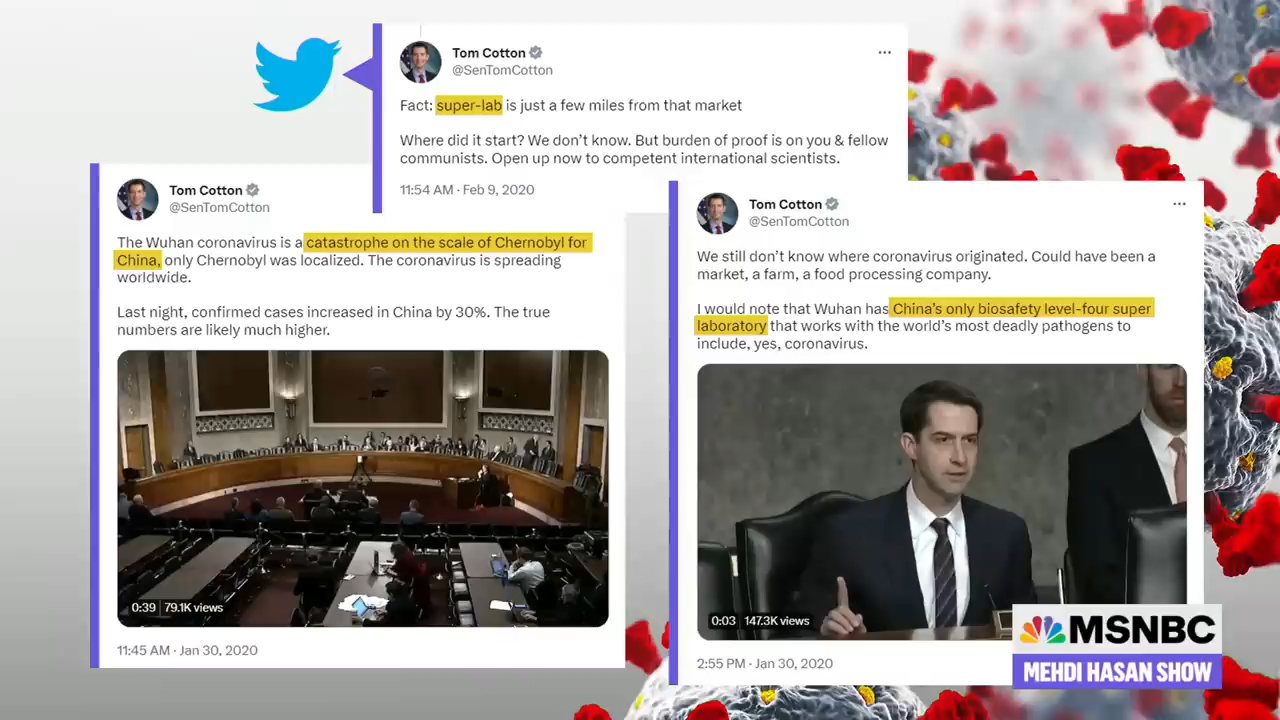 Tom Cotton
@SenTomCotton
Fact: super-lab is just a few miles from that market
Where did it start? We don't know. But burden of proof is on you & fellow
communists. Open up now to competent international scientists.
11:54 AM · Feb 9, 2020
Tom Cotton
@SenTomCotton
The Wuhan coronavirus is a catastrophe on the scale of Chernobyl for
China, only Chernobyl was localized. The coronavirus is spreading
worldwide.
Last night, confirmed cases increased in China by 30%. The true
numbers are likely much higher.
0:39 79.1K views
11:45 AM · Jan 30, 2020
Tom Cotton
@SenTomCotton
We still don't know where coronavirus originated. Could have been a
market, a farm, a food processing company.
I would note that Wuhan has China's only biosafety level-four super
laboratory that works with the world's most deadly pathogens to
include, yes, coronavirus.
0:03 147.3K views
2:55 PM · Jan 30, 2020
MSNBC
MEHDI HASAN SHOW